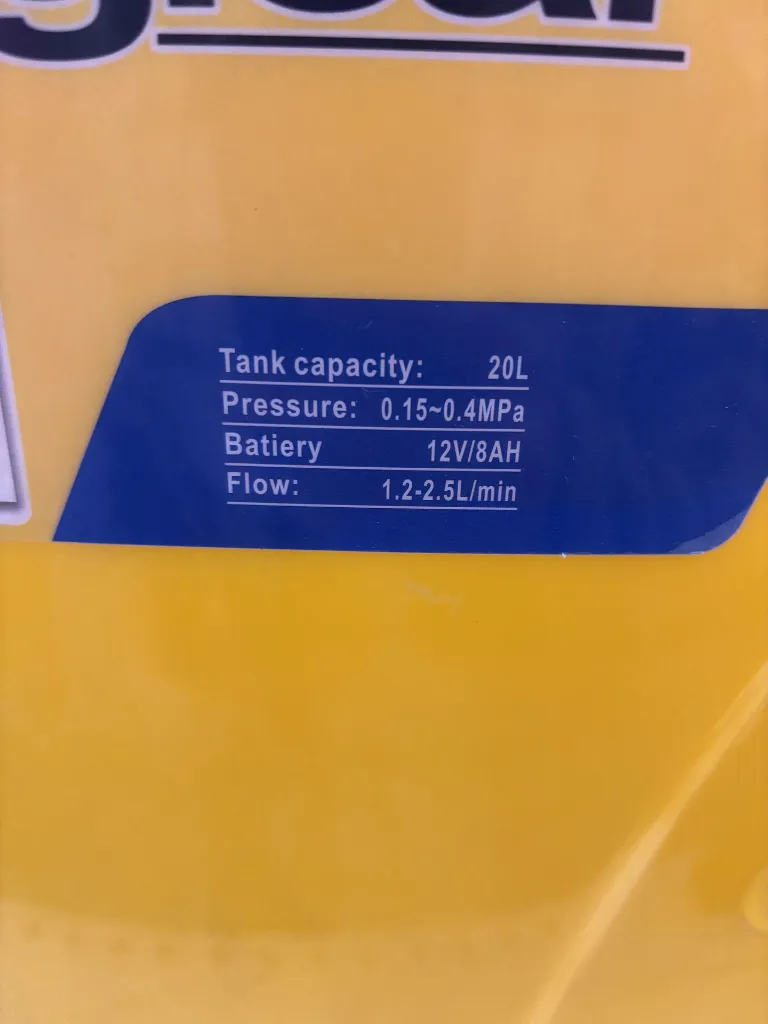 Tank capacity: 20L
Pressure: 0.15~0.4MPa
Batiery 12V/8AH
Flow: 1.2-2.5L/min